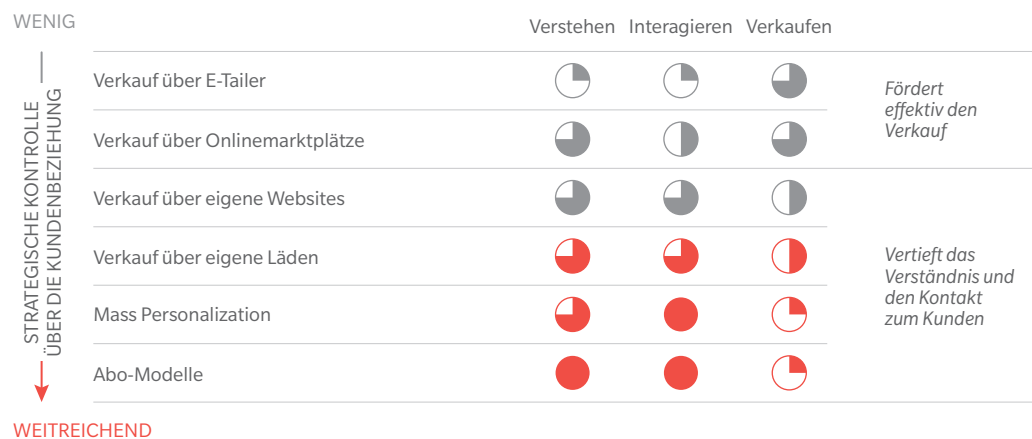 WENIG
Verstehen Interagieren Verkaufen
Verkauf über E-Tailer
Fördert
effektiv den
Verkauf
Verkauf über Onlinemarktplätze
STRATEGISCHE KONTROLLE
ÜBER DIE KUNDENBEZIEHUNG
Verkauf über eigene Websites
Verkauf über eigene Läden
Vertieft das
Verständnis und
den Kontakt
zum Kunden
Mass Personalization
Abo-Modelle
WEITREICHEND